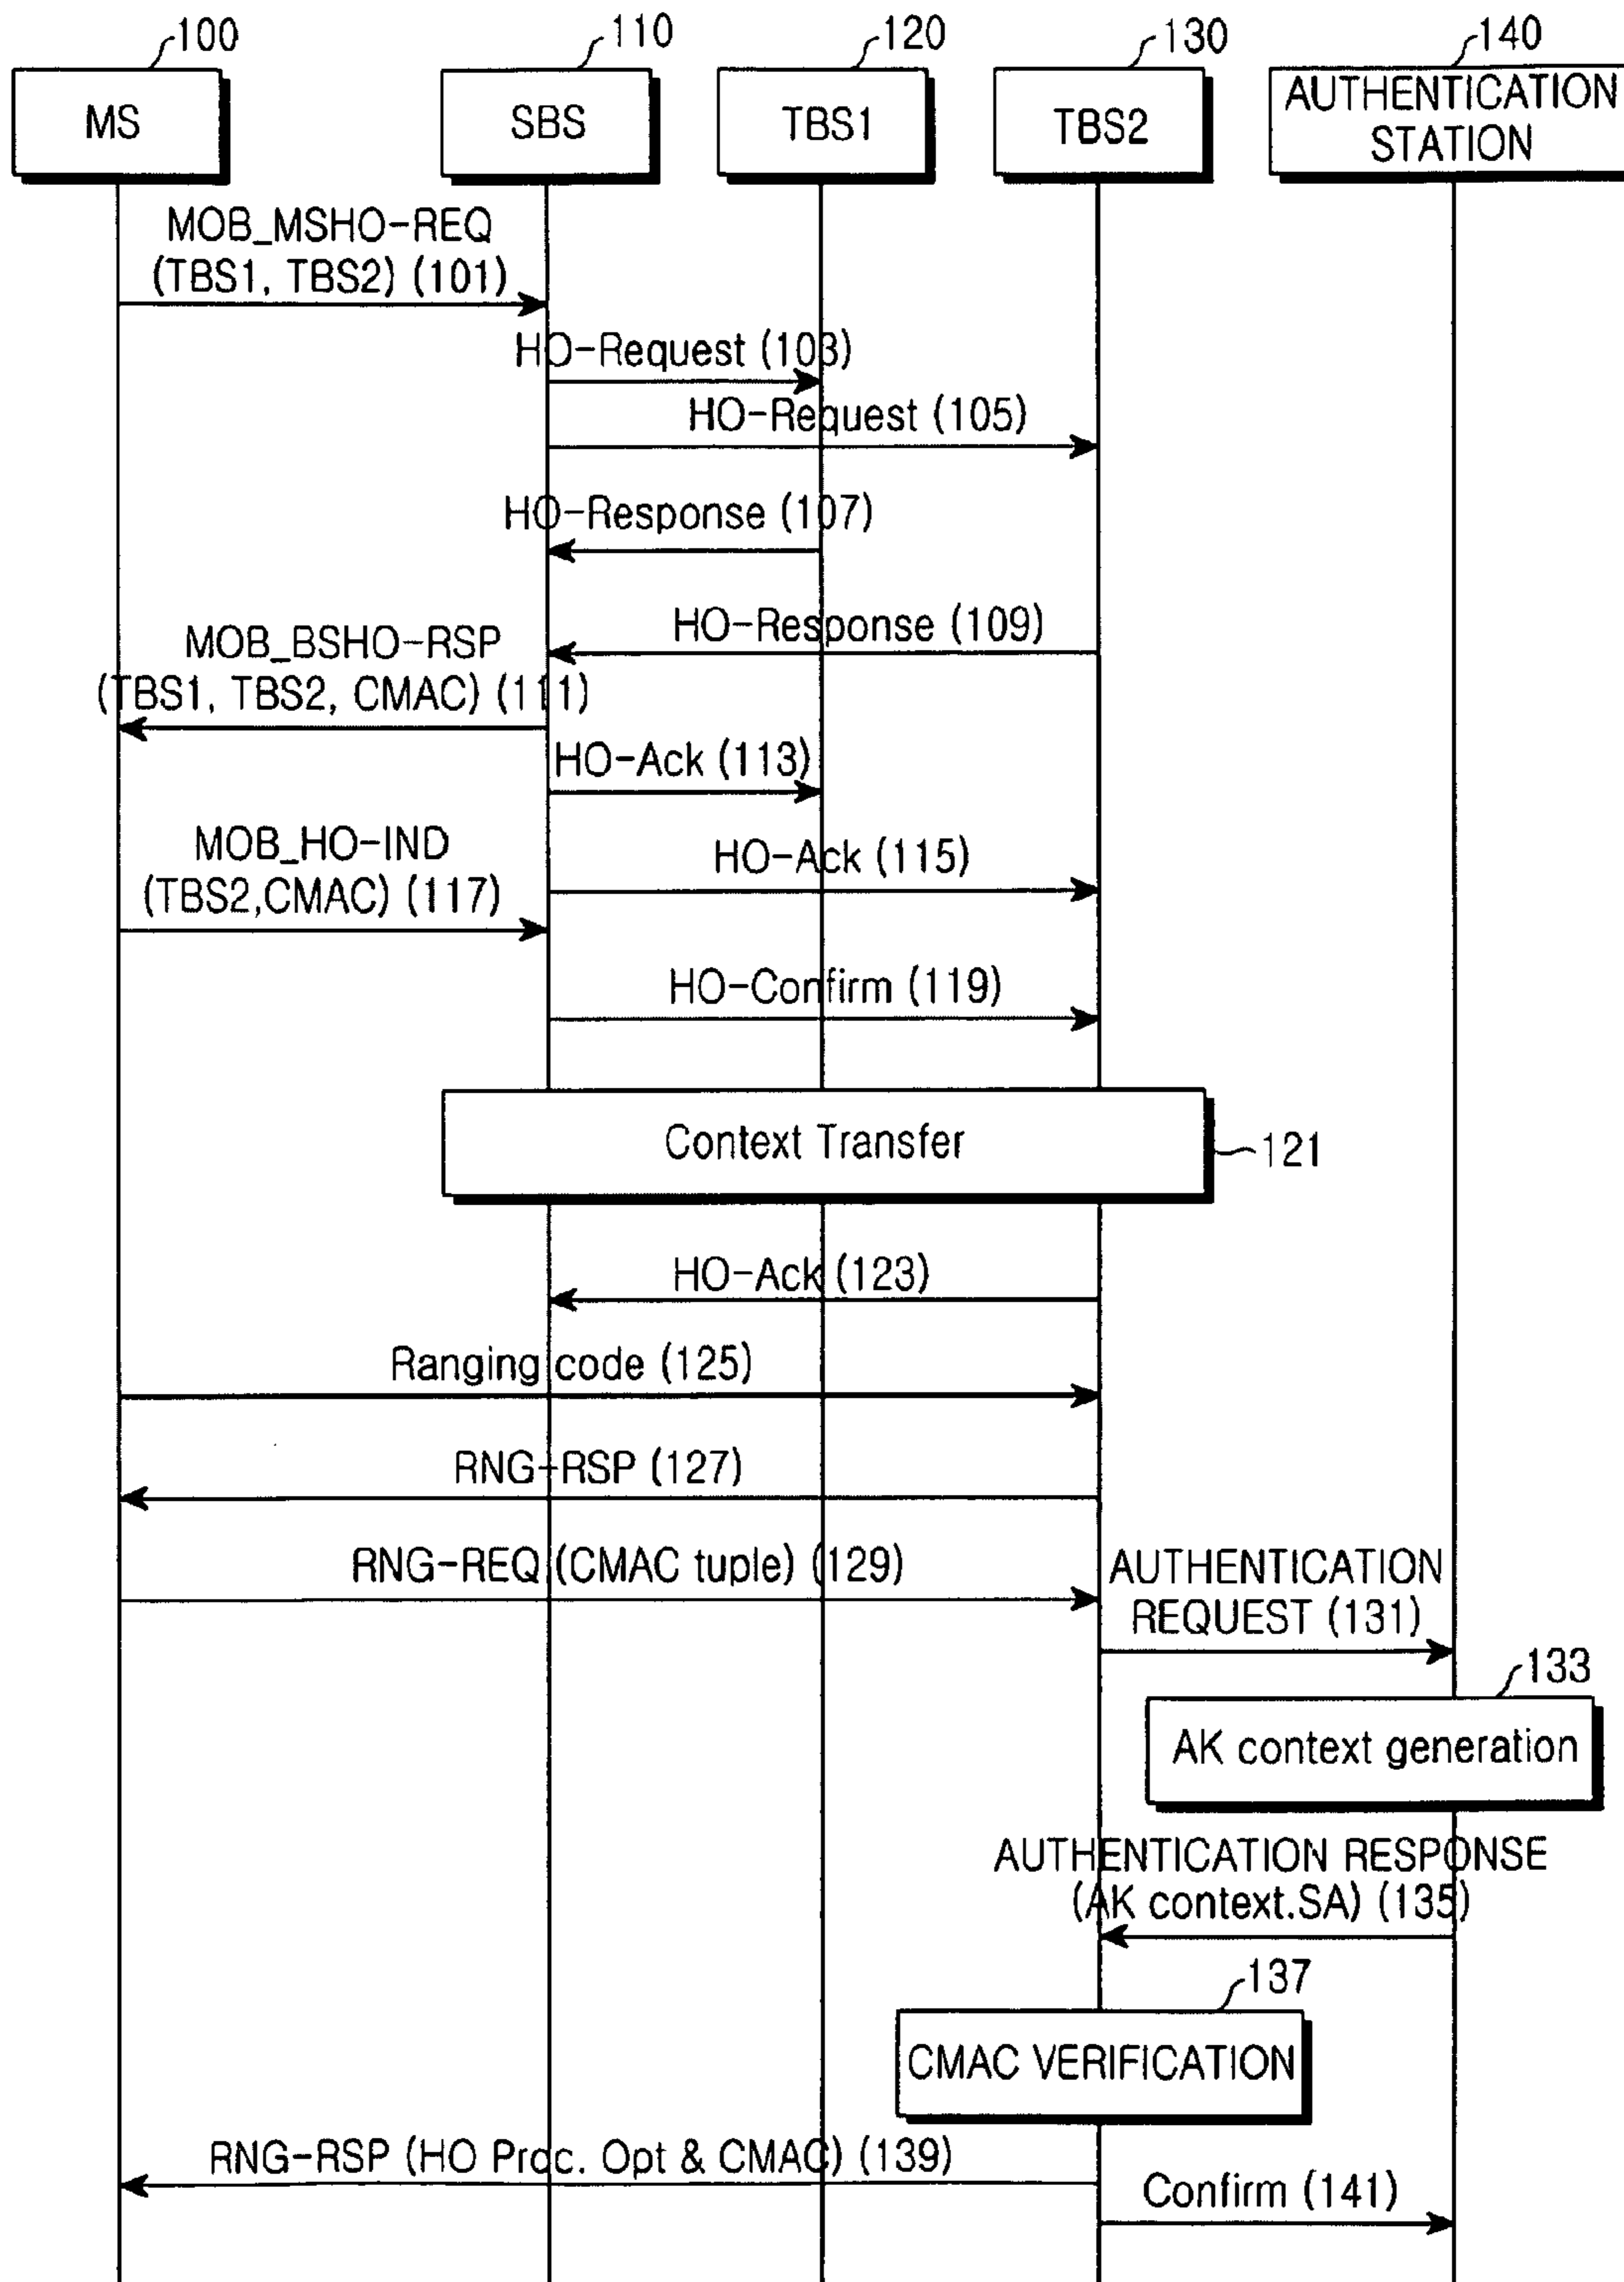 100
110
120
130
140
MS
SBS
TBS1
TBS2
AUTHENTICATION
STATION
MOB_MSHO-REQ
(TBS1, TBS2) (101)
HO-Request (103)
HO-Request (105)
HO-Response (107)
HO-Response (109)
MOB_BSHO-RSP
(TBS1, TBS2, CMAC) (111)
HO-Ack (113)
MOB_HO-IND
(TBS2,CMAC) (117)
HO-Ack (115)
HO-Confirm (119)
Context Transfer
121
HO-Ack (123)
Ranging code (125)
RNG-RSP (127)
RNG-REQ (CMAC tuple) (129)
AUTHENTICATION
REQUEST (131)
133
AK context generation
AUTHENTICATION RESPONSE
(AK context.SA) (135)
137
CMAC VERIFICATION
RNG-RSP (HO Proc. Opt & CMAC) (139)
Confirm (141)